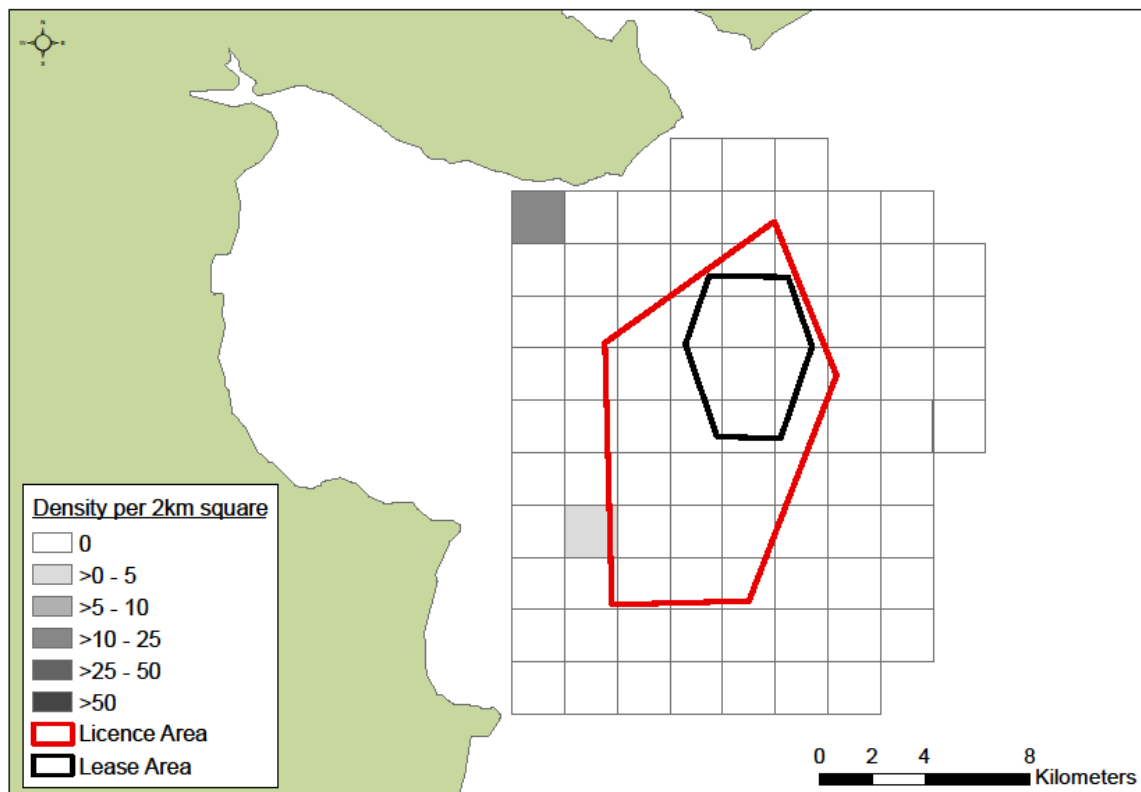 N
W E
S
Density per 2km square
0
>0 - 5
>5 - 10
>10 - 25
>25 - 50
>50
Licence Area
Lease Area
0 2 4 8
Kilometers